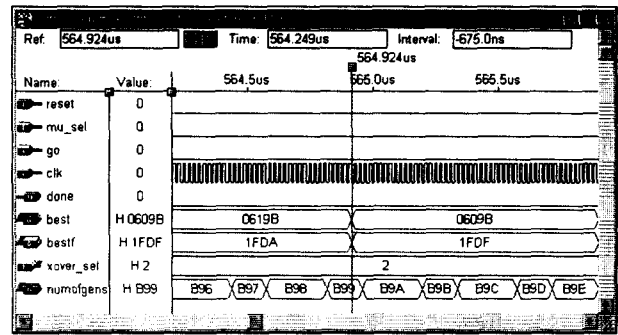 Ref: 564.924us Time: 564.249us Interval: -675.0ns
564.924us
Name: Value: 564.5us 565.0us 565.5us
reset 0
mu_sel 0
go 0
clk 0
done 0
best H 0609B 0619B 0609B
bestf H 1FDF 1FDA 1FDF
xover_sel H 2 2
numofgens H B99 B96 B97 B98 B99 B9A B9B B9C B9D B9E